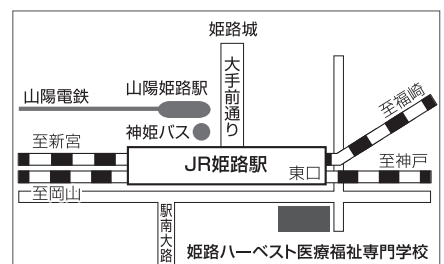 姫路城
大手前通り
山陽姫路駅
山陽電鉄
神姫バス
至福崎
至新宮
JR姫路駅
東口
至神戸
至岡山
駅南大路
姫路ハーベスト医療福祉専門学校